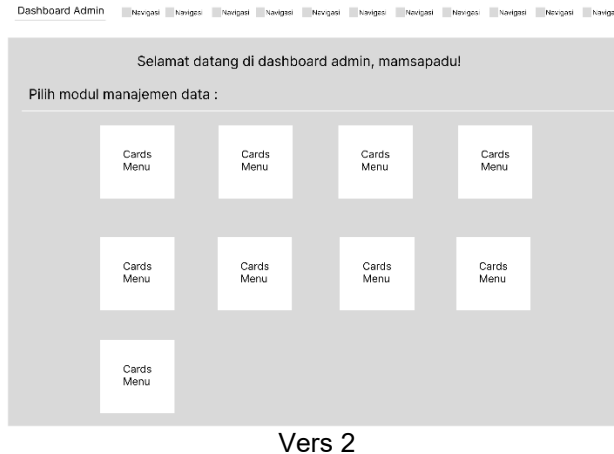 Dashboard Admin Navigasi Navigasi Navigasi Navigasi Navigasi Navigasi Navigasi Navigasi Navigasi Navigasi Navigasi
Selamat datang di dashboard admin, mamsapadu!
Pilih modul manajemen data :
Cards Cards Cards Cards
Menu Menu Menu Menu
Cards Cards Cards Cards
Menu Menu Menu Menu
Cards
Menu
Vers 2